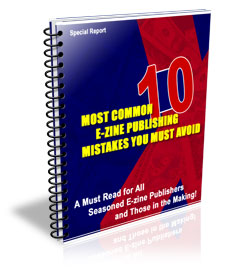 Special Report
10
MOST COMMON
E-ZINE PUBLISHING
MISTAKES YOU MUST AVOID
A Must Read for All
Seasoned E-zine Publishers
and Those in the Making!